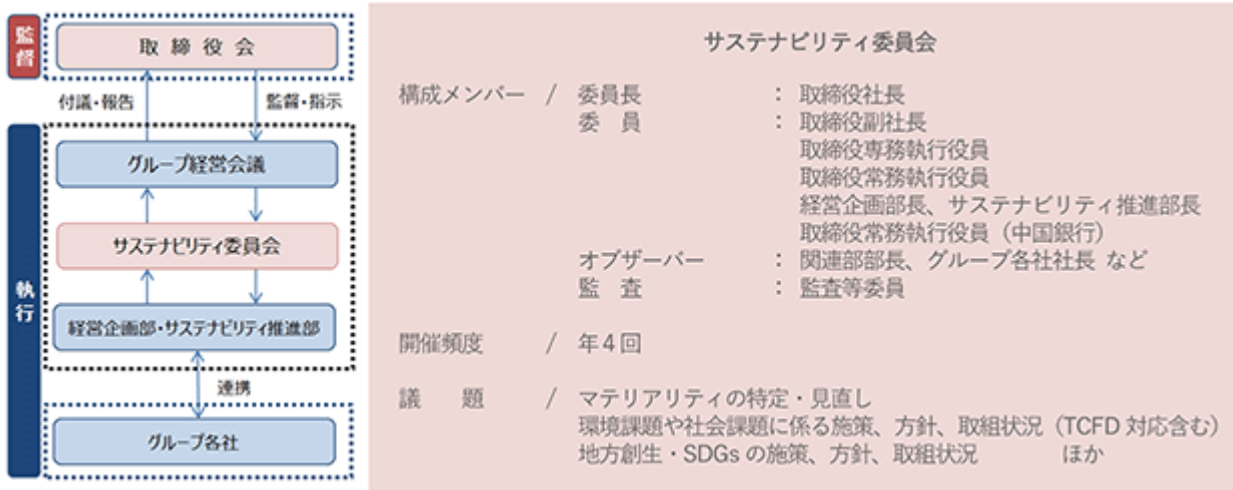 監督
取 締 役 会
付議・報告
監督・指示
執行
グループ経営会議
サステナビリティ委員会
経営企画部・サステナビリティ推進部
連携
グループ各社
サステナビリティ委員会
構成メンバー / 委員長 : 取締役社長
委 員 : 取締役副社長
取締役専務執行役員
取締役常務執行役員
経営企画部長、サステナビリティ推進部長
取締役常務執行役員（中国銀行）
オブザーバー : 関連部部長、グループ各社社長 など
監 査 : 監査等委員
開催頻度 / 年4回
議 題 / マテリアリティの特定・見直し
環境課題や社会課題に係る施策、方針、取組状況（TCFD 対応含む）
地方創生・SDGs の施策、方針、取組状況 ほか